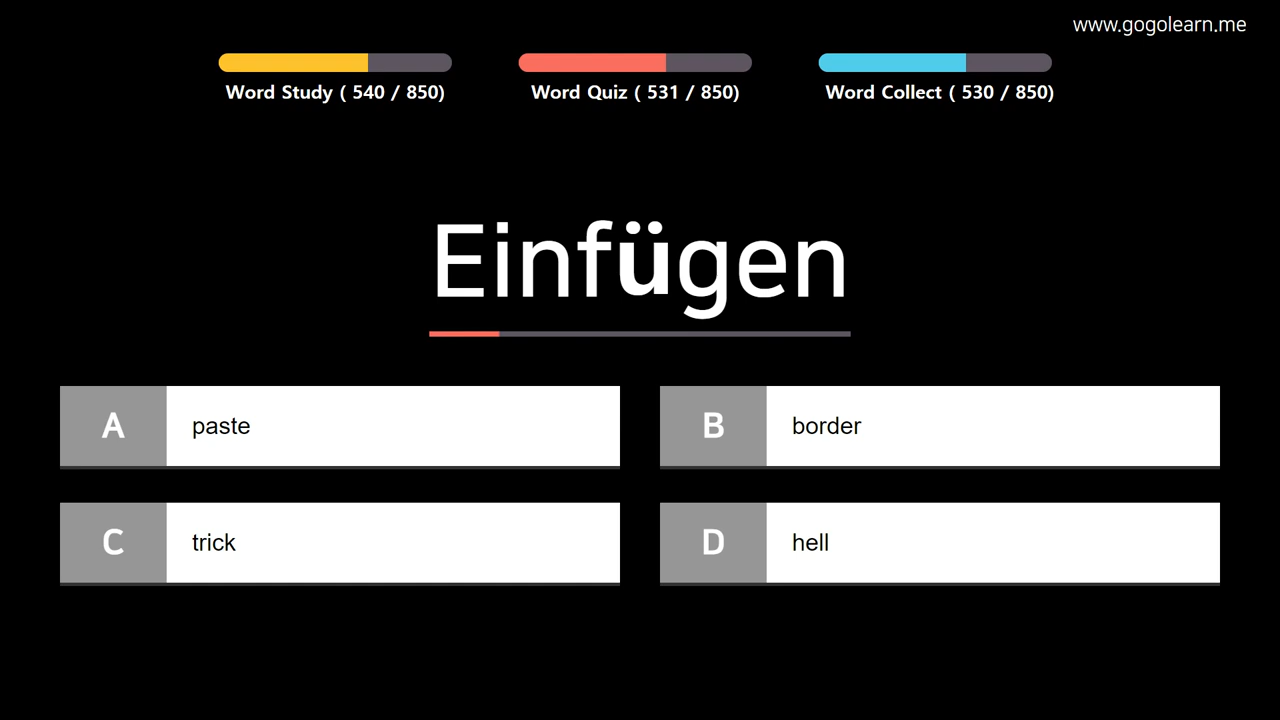 www.gogolearn.me
Word Study ( 540 / 850)
Word Quiz ( 531 / 850)
Word Collect ( 530 / 850)
Einfügen
A paste
B border
C trick
D hell